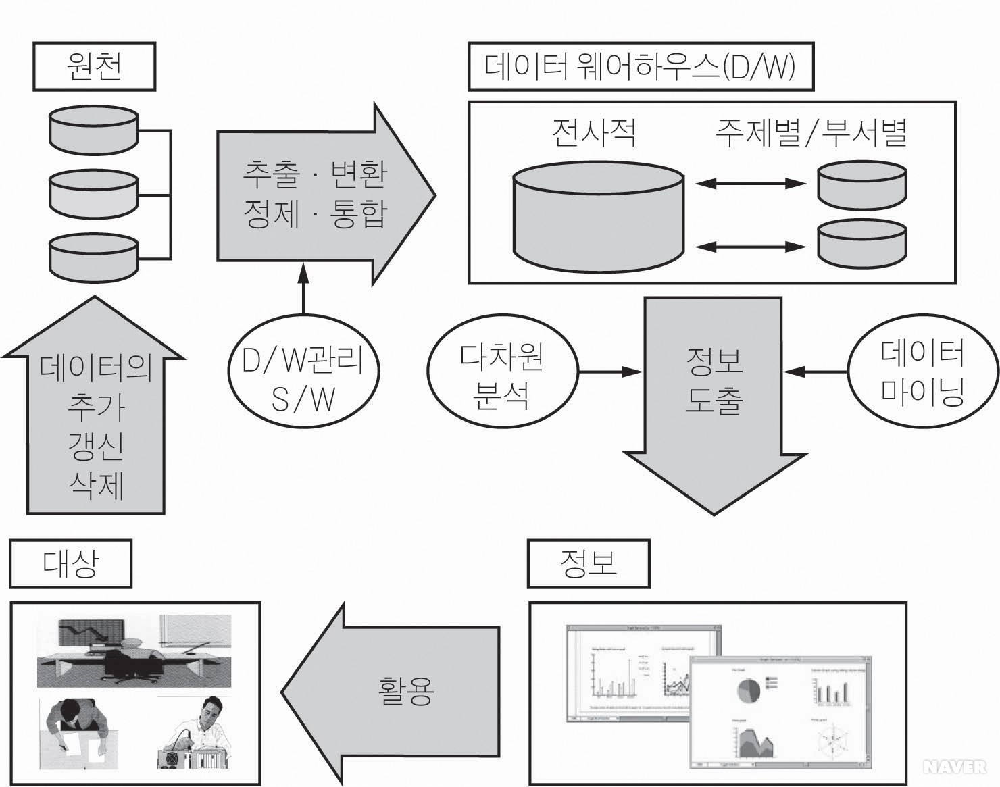 원천
데이터 웨어하우스(D/W)
전사적
주제별/부서별
추출·변환
정제·통합
D/W관리
S/W
다차원
분석
정보
도출
데이터
마이닝
데이터의
추가
갱신
삭제
대상
정보
활용
NAVER